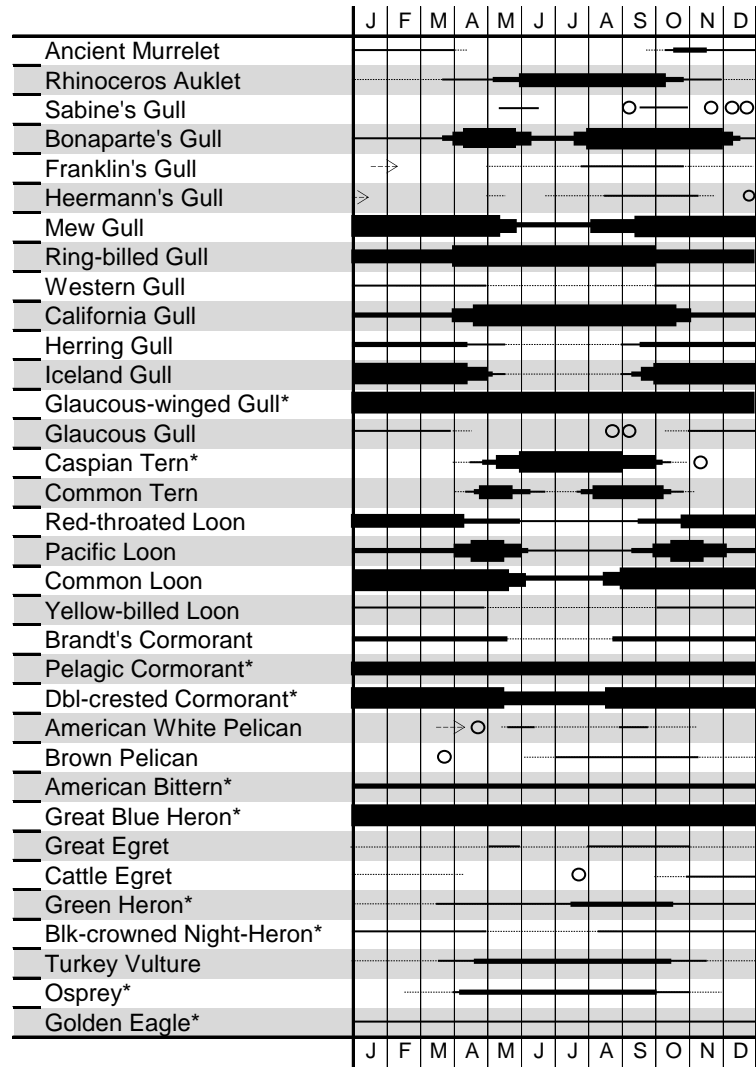 J F M A M J J A S O N D
Ancient Murrelet
Rhinoceros Auklet
Sabine's Gull
Bonaparte's Gull
Franklin's Gull
Heermann's Gull
Mew Gull
Ring-billed Gull
Western Gull
California Gull
Herring Gull
Iceland Gull
Glaucous-winged Gull*
Glaucous Gull
Caspian Tern*
Common Tern
Red-throated Loon
Pacific Loon
Common Loon
Yellow-billed Loon
Brandt's Cormorant
Pelagic Cormorant*
Dbl-crested Cormorant*
American White Pelican
Brown Pelican
American Bittern*
Great Blue Heron*
Great Egret
Cattle Egret
Green Heron*
Blk-crowned Night-Heron*
Turkey Vulture
Osprey*
Golden Eagle*
J F M A M J J A S O N D